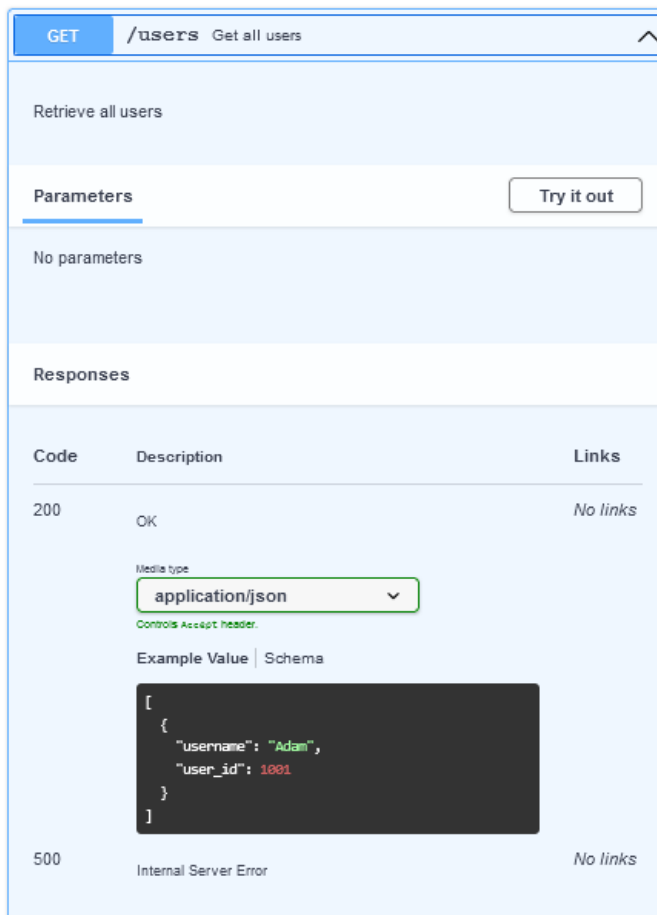 GET /users Get all users
Retrieve all users
Parameters Try it out
No parameters
Responses
Code Description Links
200 OK No links
Media type
application/json
Controls Accept header.
Example Value | Schema
[
{
"username": "Adam",
"user_id": 1001
}
]
500 Internal Server Error No links